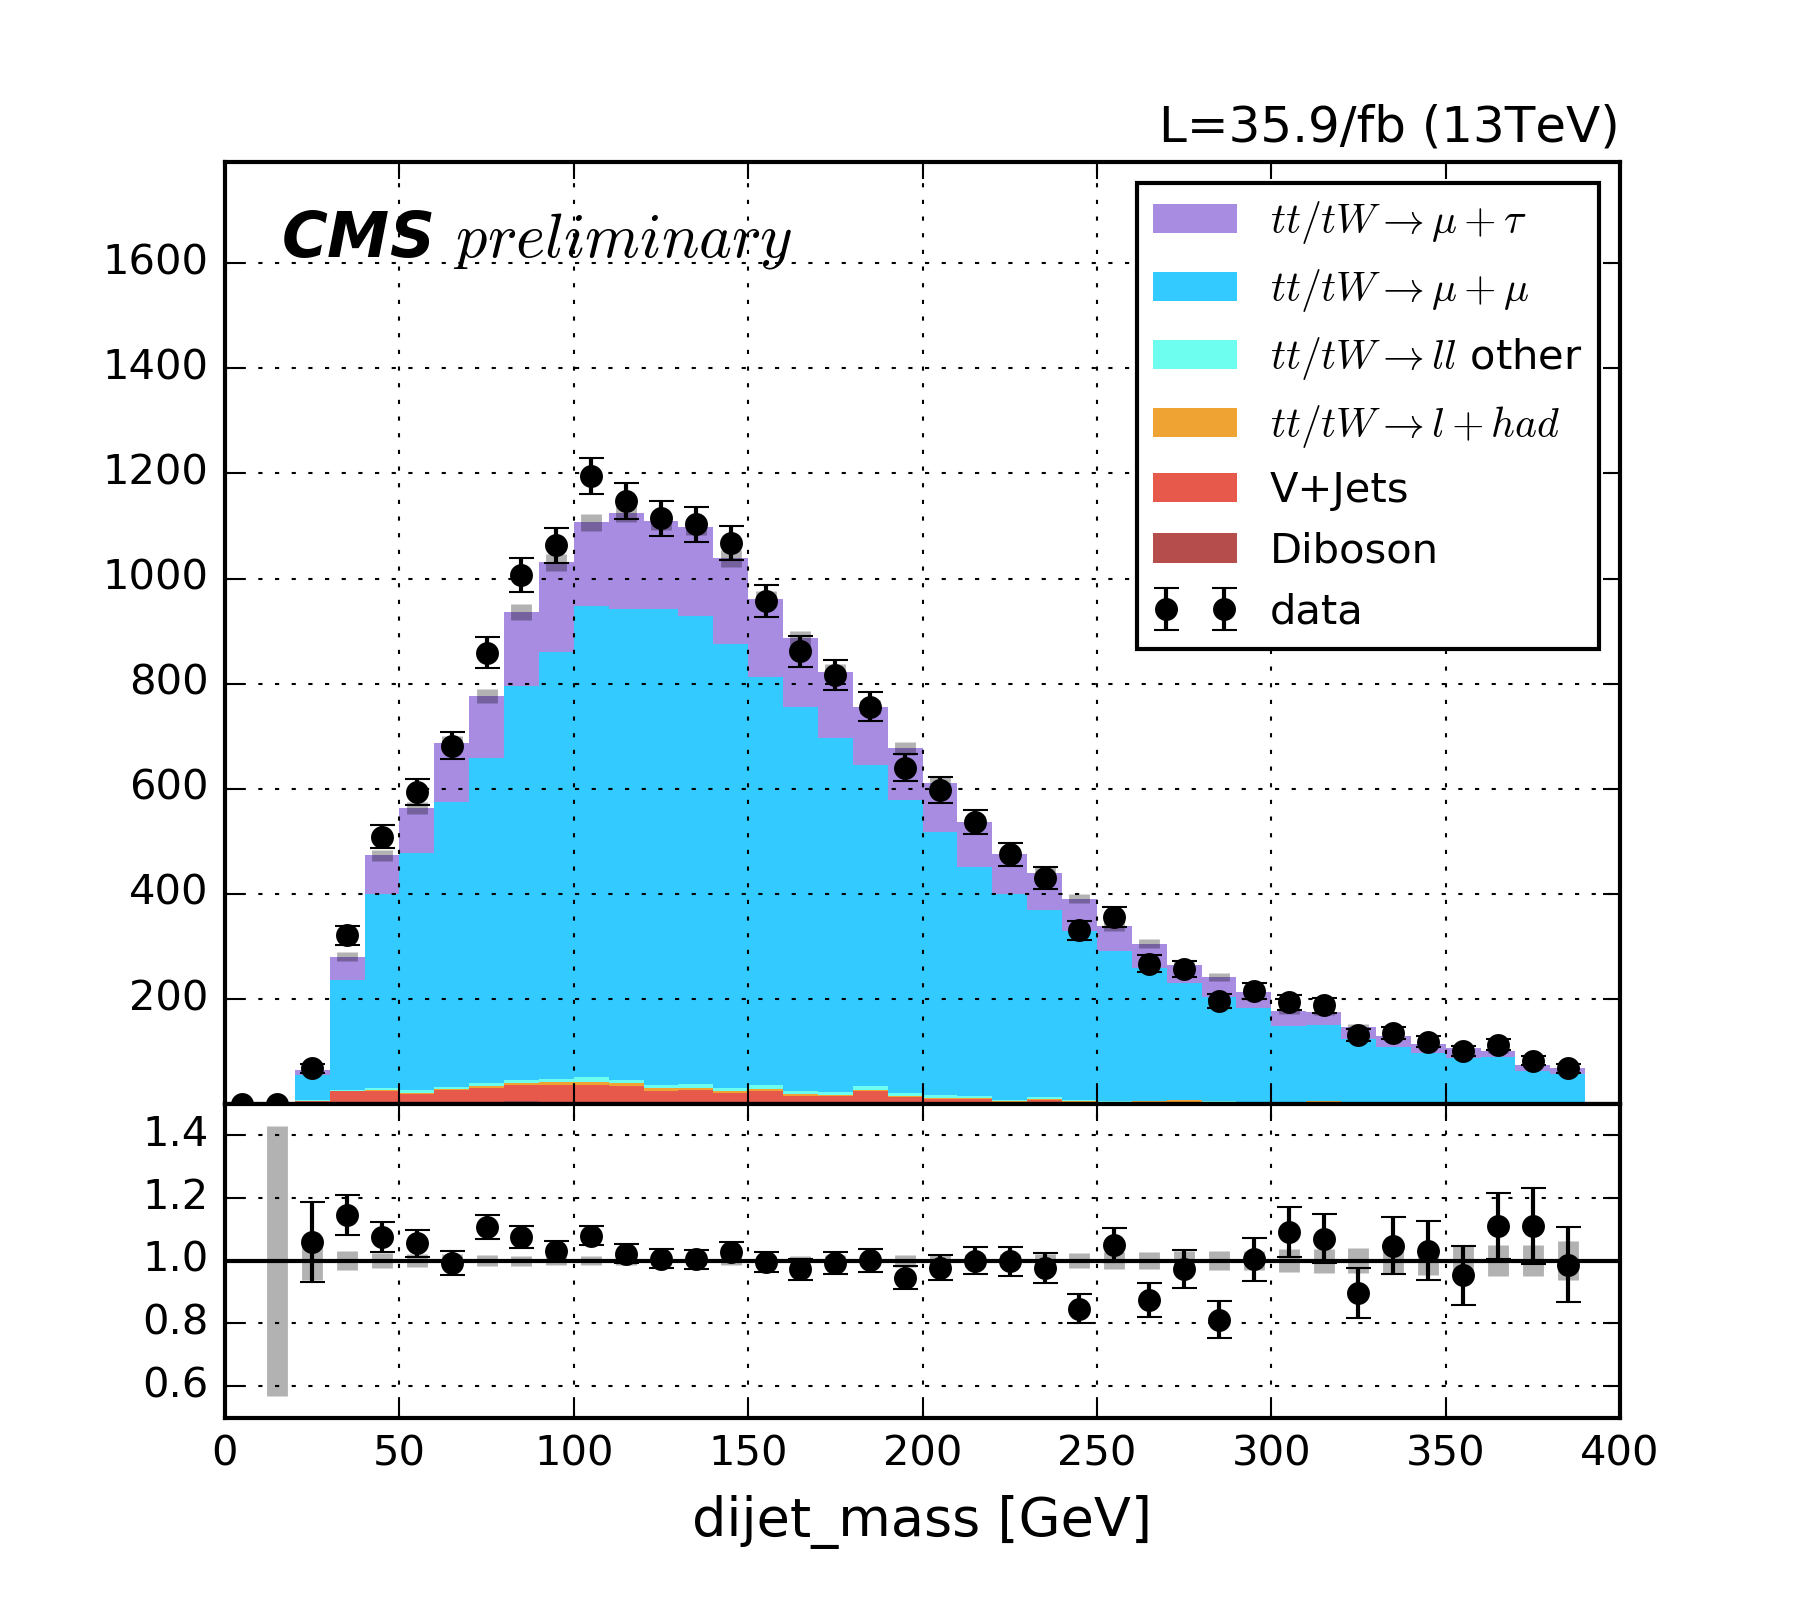 L=35.9/fb (13TeV)
CMS preliminary
tt/tW → μ + τ
tt/tW → μ + μ
tt/tW → ll other
tt/tW → l + had
V+Jets
Diboson
data
1600
1400
1200
1000
800
600
400
200
1.4
1.2
1.0
0.8
0.6
0 50 100 150 200 250 300 350 400
dijet_mass [GeV]